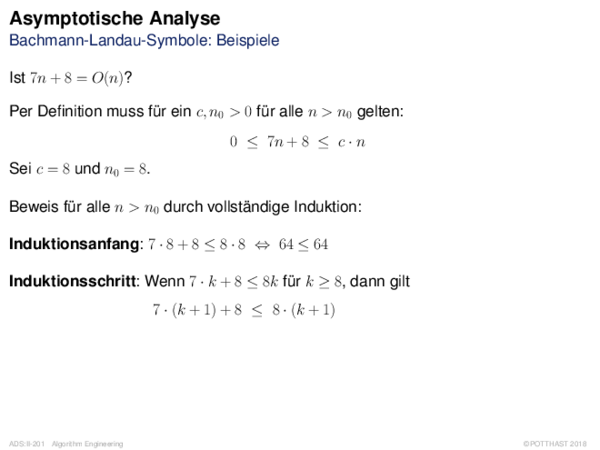 Asymptotische Analyse
Bachmann-Landau-Symbole: Beispiele
Ist 7n + 8 = O(n)?
Per Definition muss für ein c, n₀ > 0 für alle n > n₀ gelten:
0 ≤ 7n + 8 ≤ c · n
Sei c = 8 und n₀ = 8.
Beweis für alle n > n₀ durch vollständige Induktion:
Induktionsanfang: 7 · 8 + 8 ≤ 8 · 8 ⇔ 64 ≤ 64
Induktionsschritt: Wenn 7 · k + 8 ≤ 8k für k ≥ 8, dann gilt
7 · (k + 1) + 8 ≤ 8 · (k + 1)
ADS:II-201 Algorithm Engineering
© POTTHAST 2018